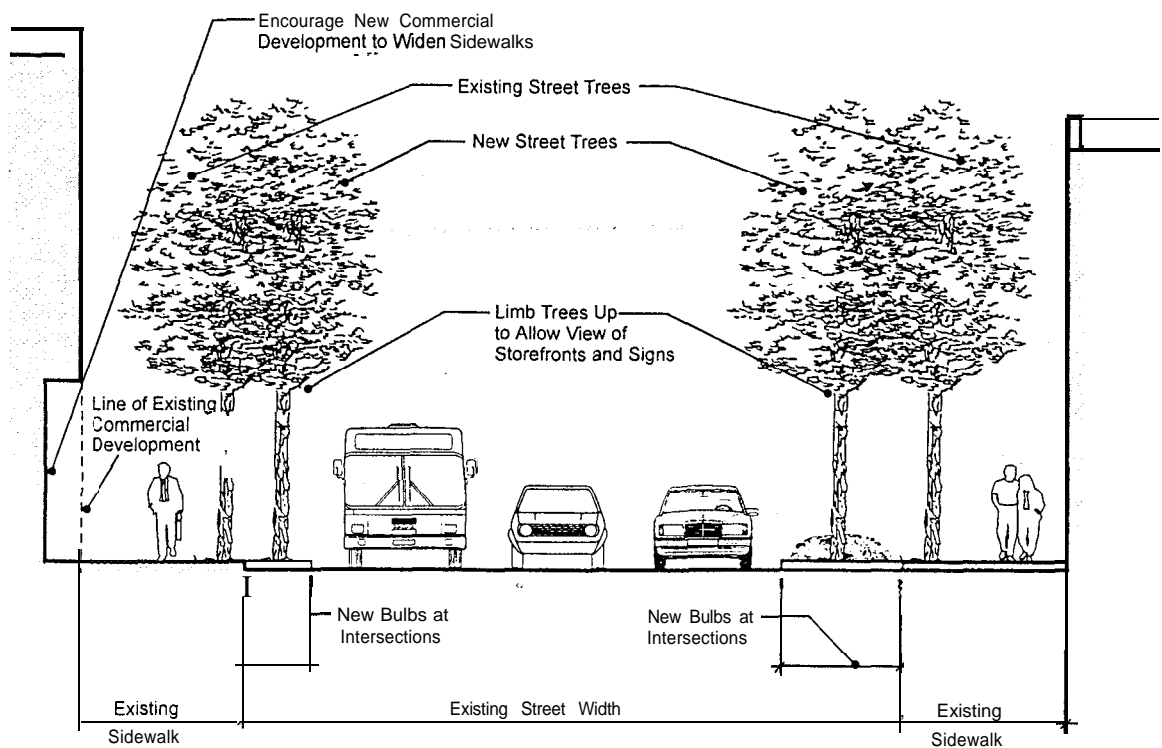 Encourage New Commercial
Development to Widen Sidewalks
Existing Street Trees
New Street Trees
Limb Trees Up
to Allow View of
Storefronts and Signs
Line of Existing
Commercial
Development
New Bulbs at
Intersections
New Bulbs at
Intersections
Existing
Sidewalk
Existing Street Width
Existing
Sidewalk